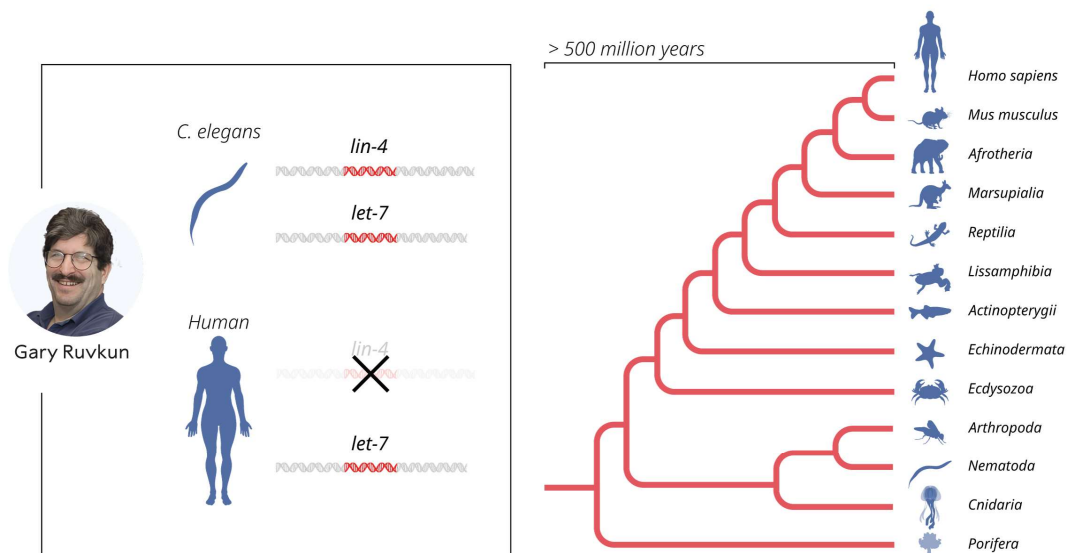 C. elegans
lin-4
let-7
Gary Ruvkun
Human
lin-4
let-7
> 500 million years
Homo sapiens
Mus musculus
Afrotheria
Marsupialia
Reptilia
Lissamphibia
Actinopterygii
Echinodermata
Ecdysozoa
Arthropoda
Nematoda
Cnidaria
Porifera